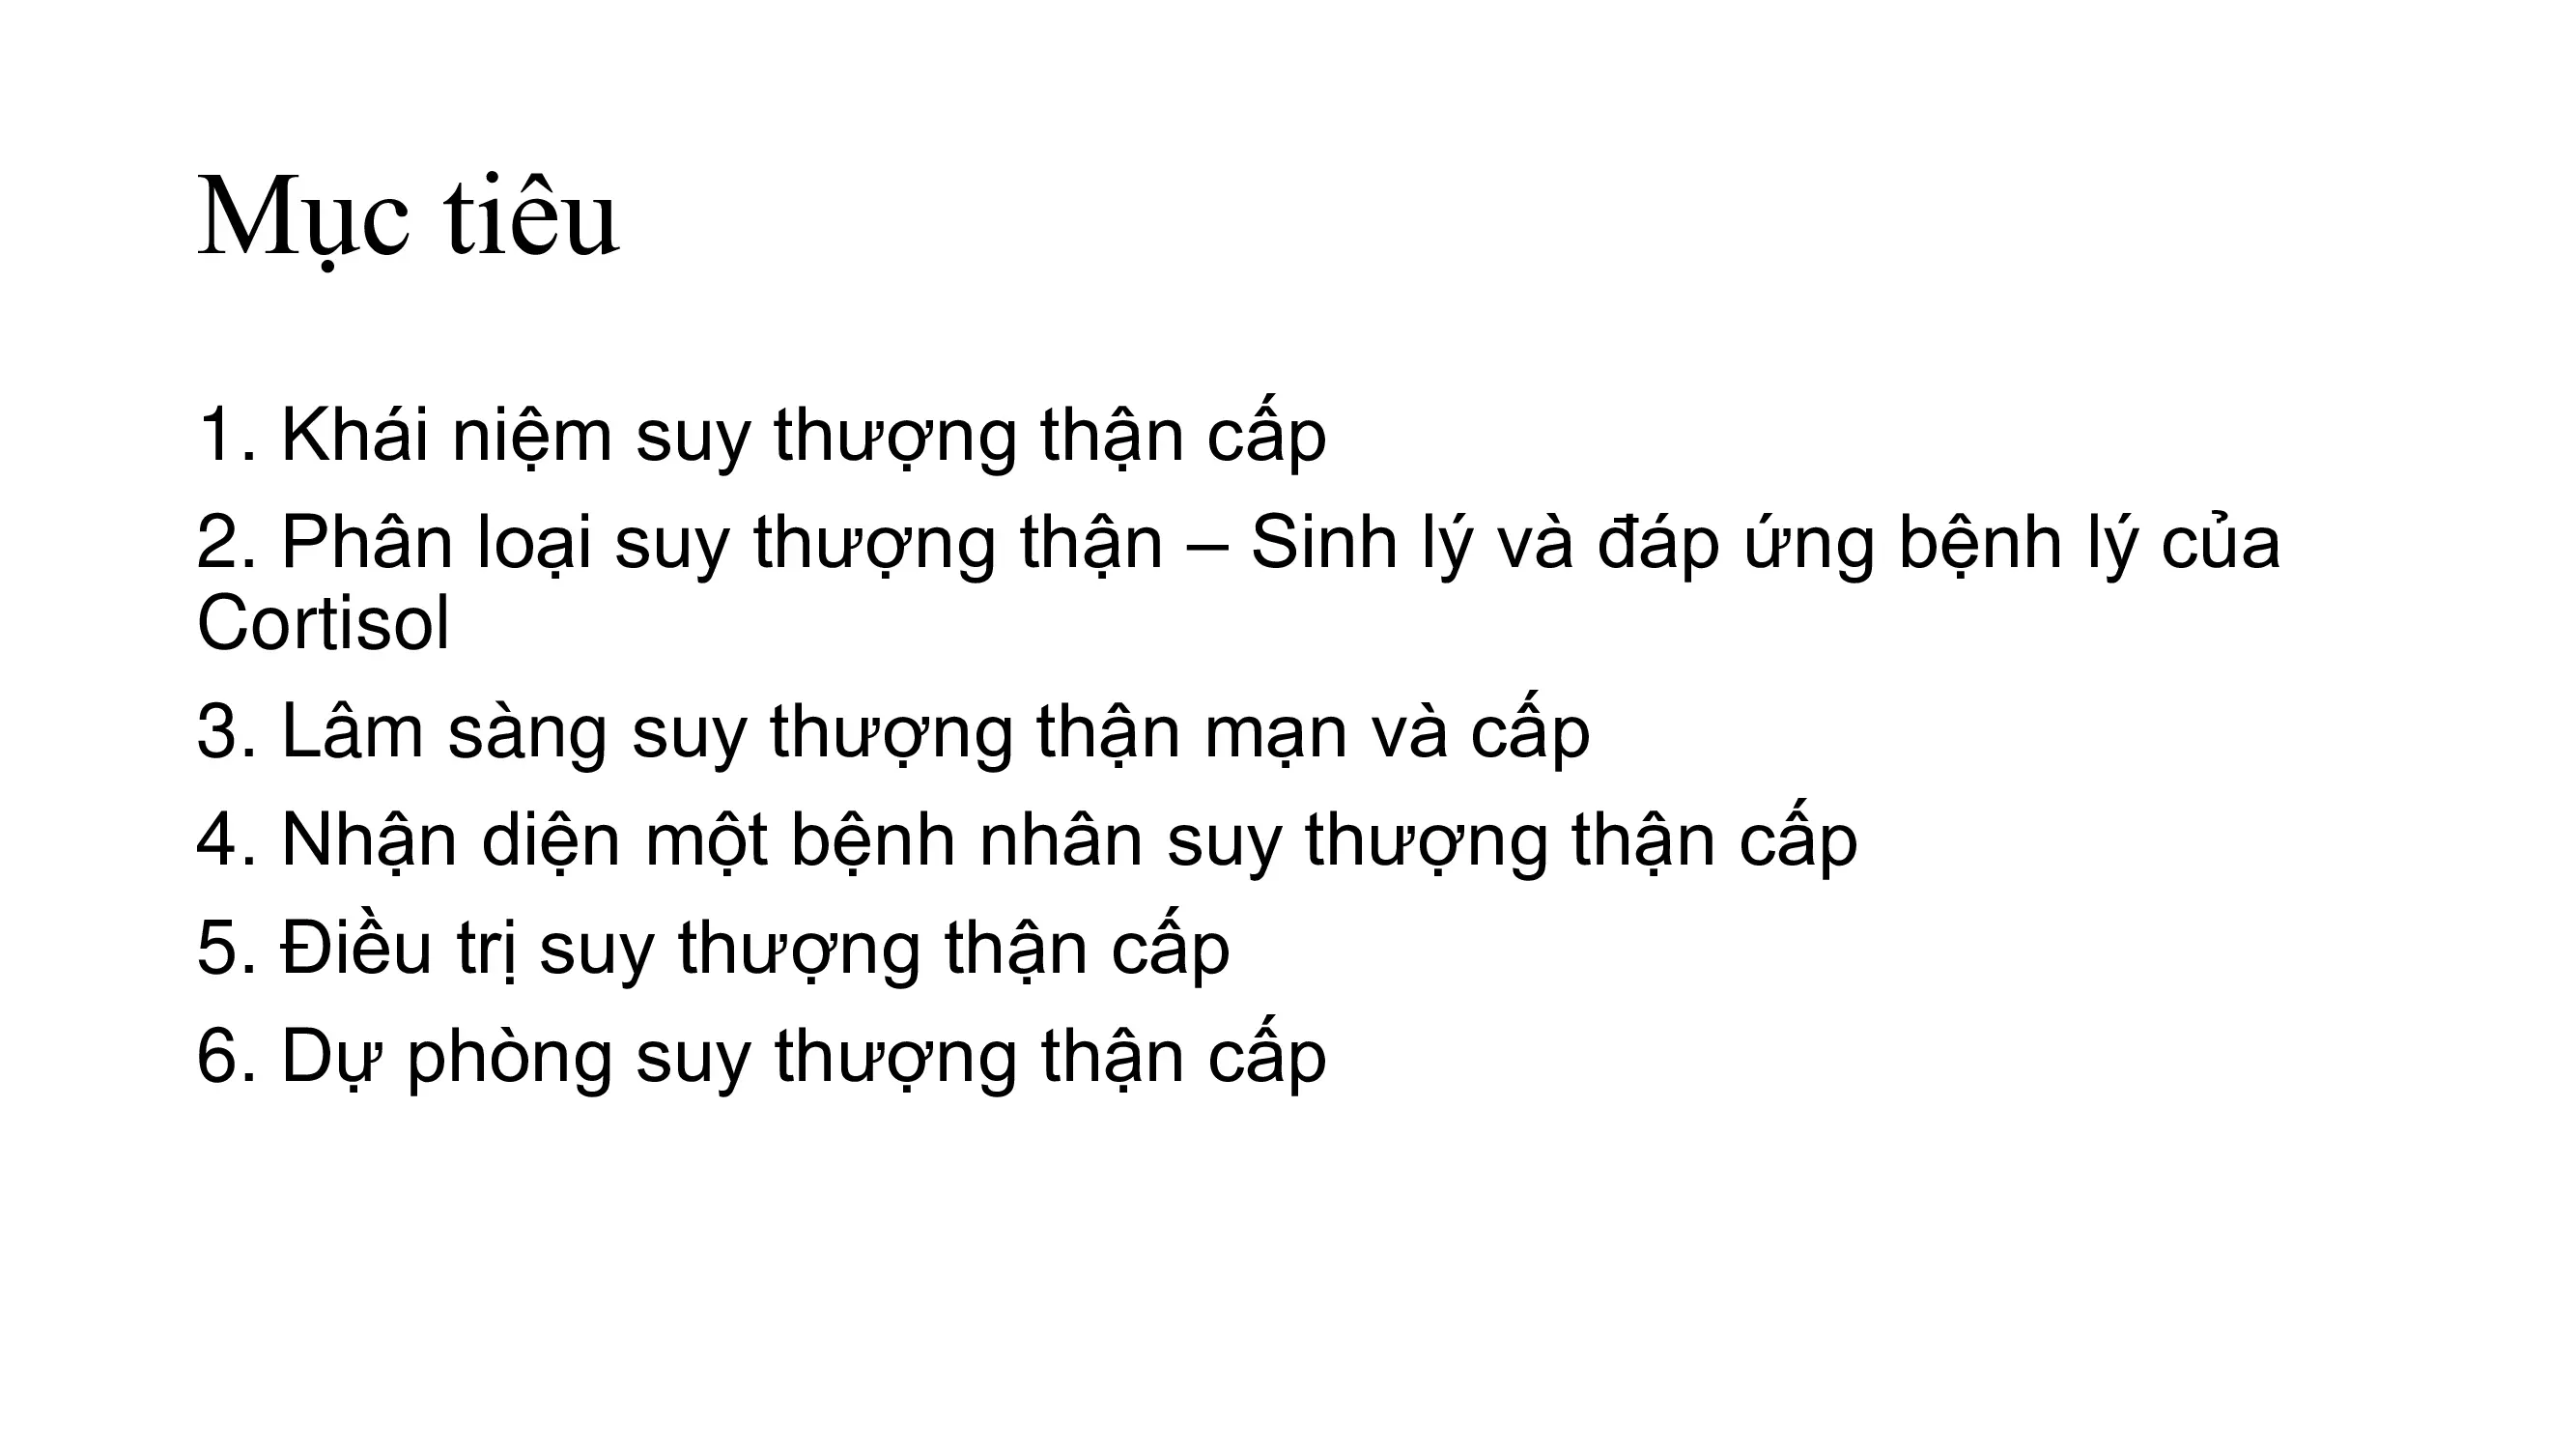 Mục tiêu
1. Khái niệm suy thượng thận cấp
2. Phân loại suy thượng thận – Sinh lý và đáp ứng bệnh lý của
Cortisol
3. Lâm sàng suy thượng thận mạn và cấp
4. Nhận diện một bệnh nhân suy thượng thận cấp
5. Điều trị suy thượng thận cấp
6. Dự phòng suy thượng thận cấp